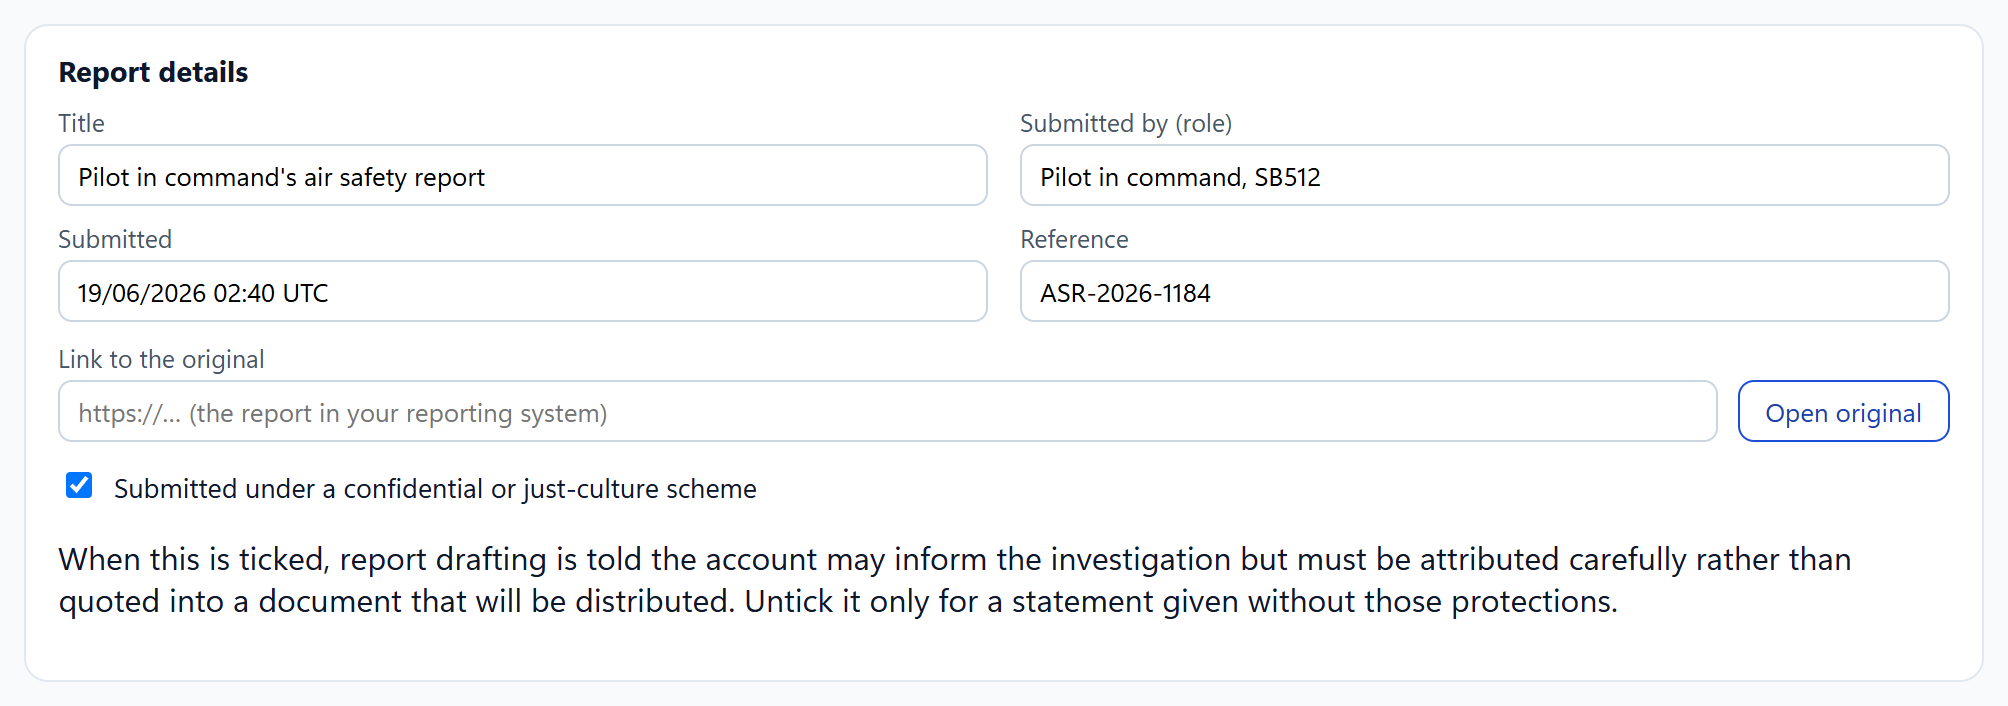 Report details
Title
Submitted by (role)
Pilot in command's air safety report
Pilot in command, SB512
Submitted
Reference
19/06/2026 02:40 UTC
ASR-2026-1184
Link to the original
https://... (the report in your reporting system)
Open original
Submitted under a confidential or just-culture scheme
When this is ticked, report drafting is told the account may inform the investigation but must be attributed carefully rather than
quoted into a document that will be distributed. Untick it only for a statement given without those protections.